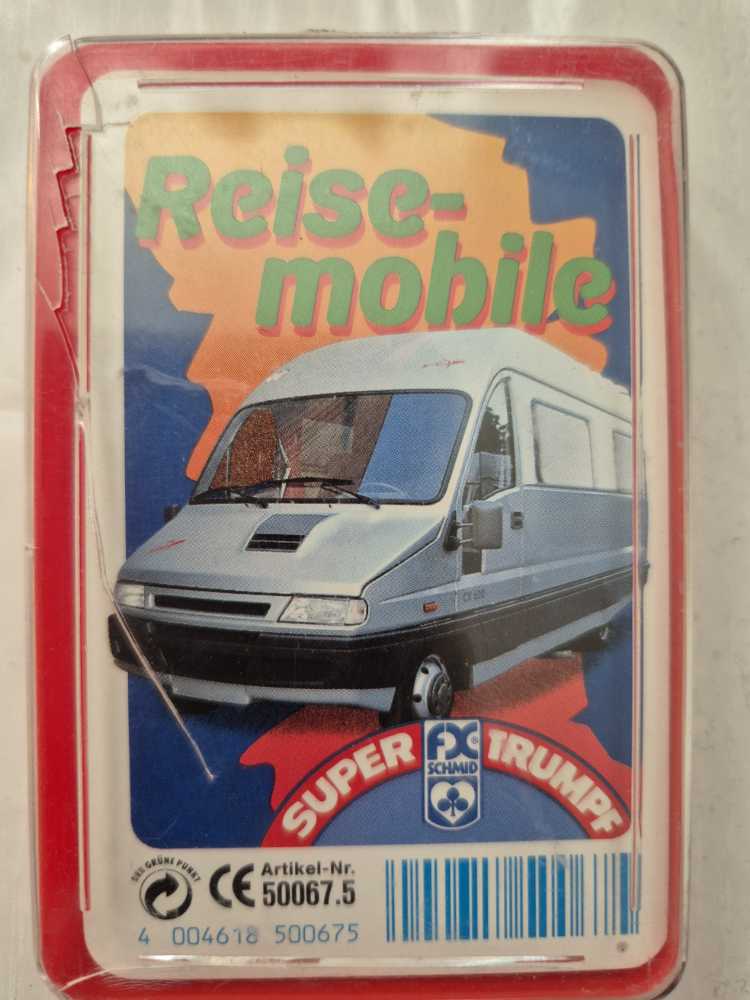 Reise-
mobile
SUPER TRUMPF
FX®
SCHMID
DER GRÜNE PUNKT
CE
Artikel-Nr.
50067.5
4 004618 500675